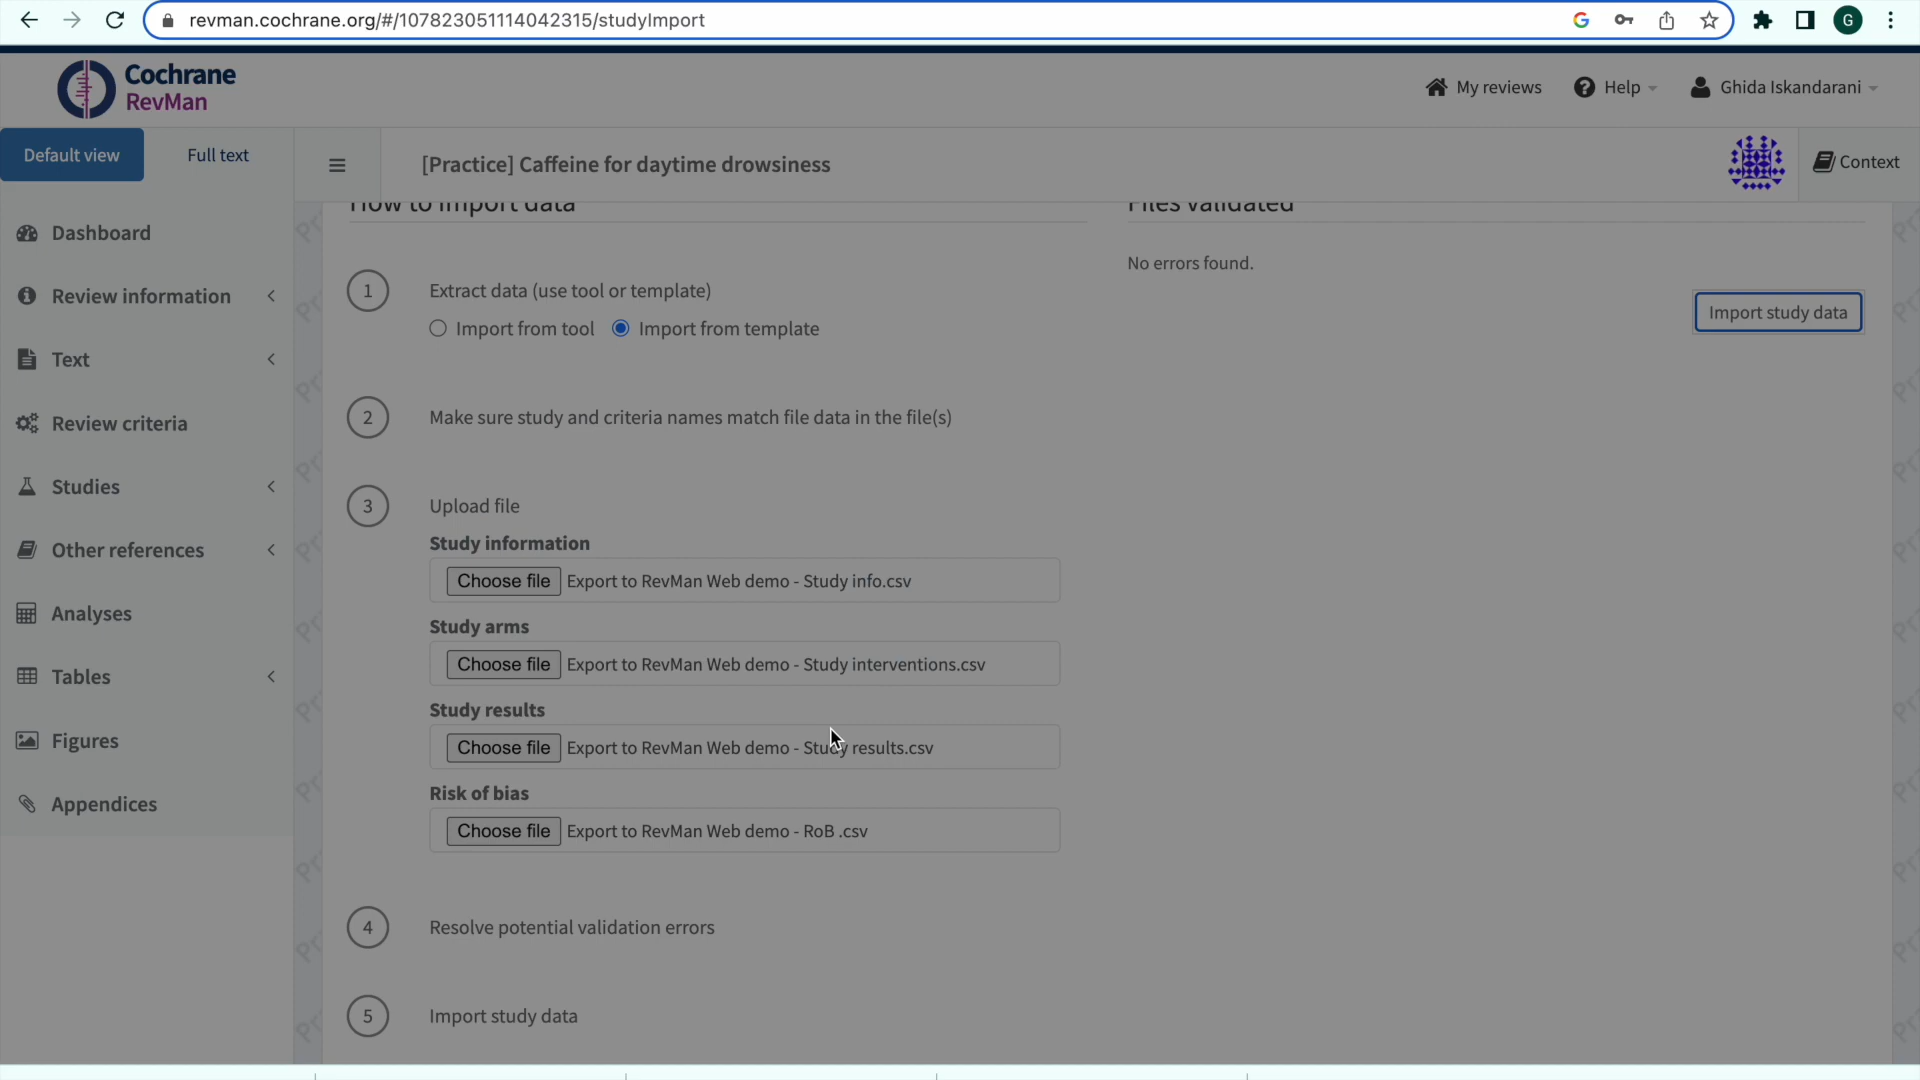 revman.cochrane.org/#/107823051114042315/studyImport
G
Cochrane
RevMan
My reviews
Help
Ghida Iskandarani
Default view
Full text
[Practice] Caffeine for daytime drowsiness
Context
Dashboard
Review information
Text
Review criteria
Studies
Other references
Analyses
Tables
Figures
Appendices
How to import data
1
Extract data (use tool or template)
Import from tool
Import from template
2
Make sure study and criteria names match file data in the file(s)
3
Upload file
Study information
Choose file Export to RevMan Web demo - Study info.csv
Study arms
Choose file Export to RevMan Web demo - Study interventions.csv
Study results
Choose file Export to RevMan Web demo - Study results.csv
Risk of bias
Choose file Export to RevMan Web demo - RoB .csv
4
Resolve potential validation errors
5
Import study data
Files validated
No errors found.
Import study data